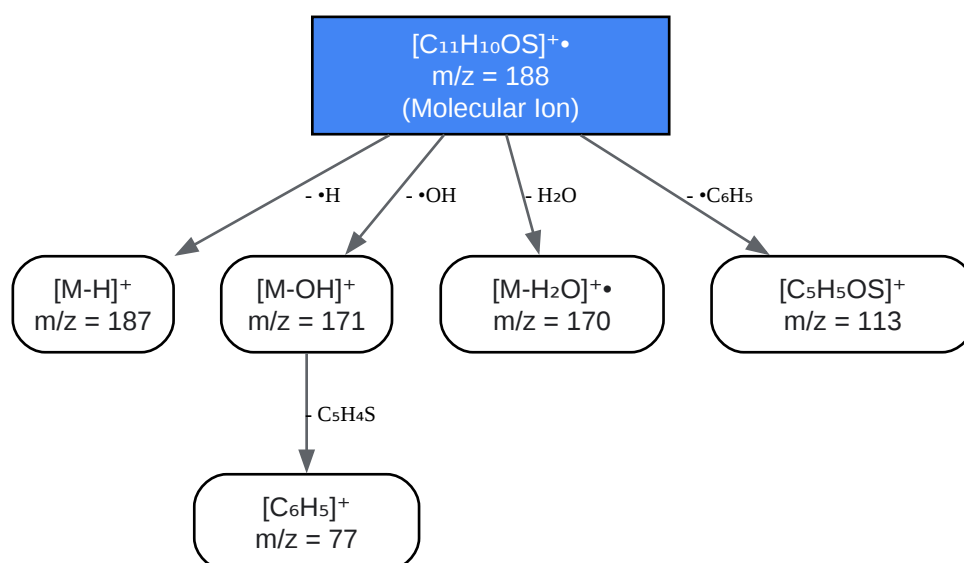 [C₁₁H₁₀OS]⁺•
m/z = 188
(Molecular Ion)
- •H
- •OH
- H₂O
- •C₆H₅
[M-H]⁺
m/z = 187
[M-OH]⁺
m/z = 171
[M-H₂O]⁺•
m/z = 170
[C₅H₅OS]⁺
m/z = 113
- C₅H₄S
[C₆H₅]⁺
m/z = 77